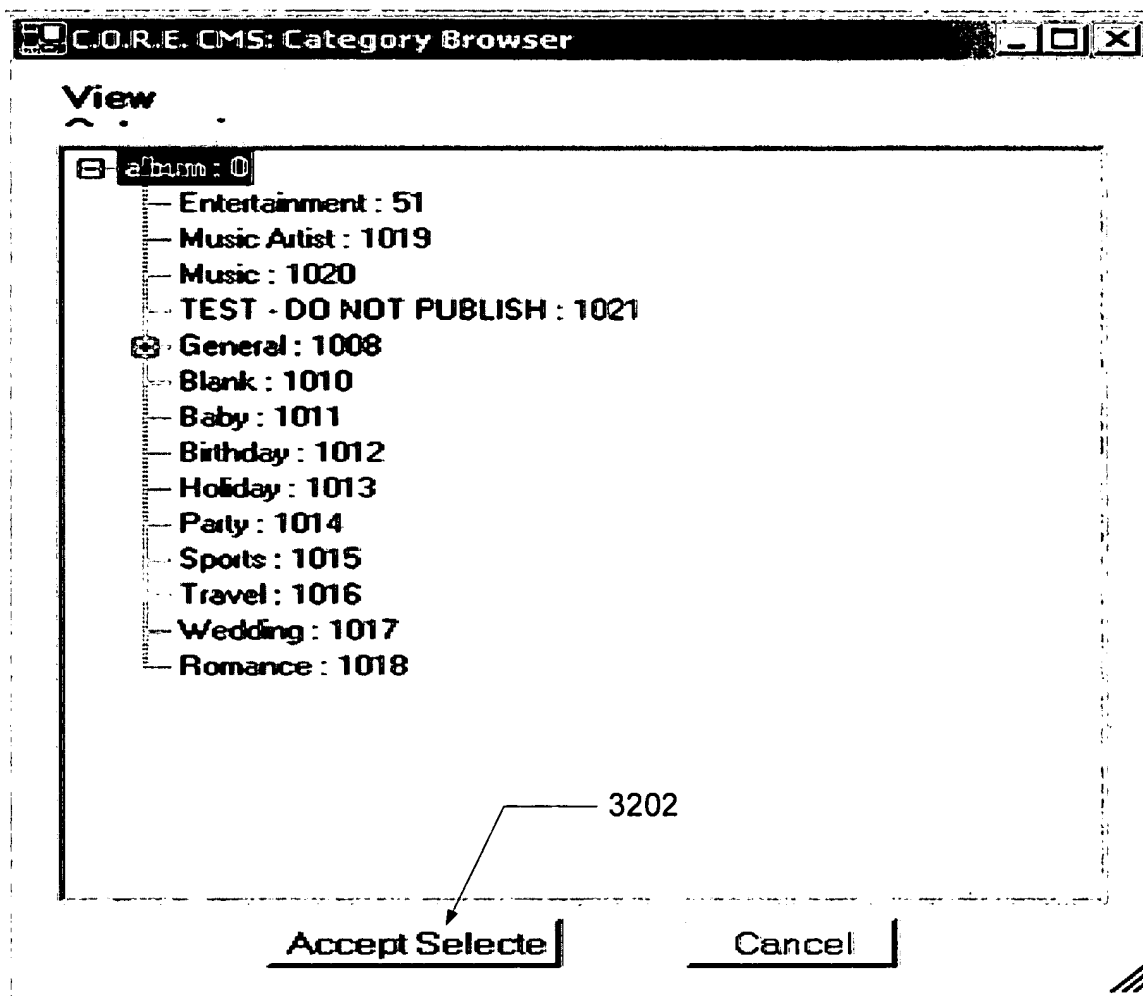 C.O.R.E. CMS: Category Browser
View
album : 0
Entertainment : 51
Music Artist : 1019
Music : 1020
TEST - DO NOT PUBLISH : 1021
General : 1008
Blank : 1010
Baby : 1011
Birthday : 1012
Holiday : 1013
Party : 1014
Sports : 1015
Travel : 1016
Wedding : 1017
Romance : 1018
3202
Accept Selecte
Cancel